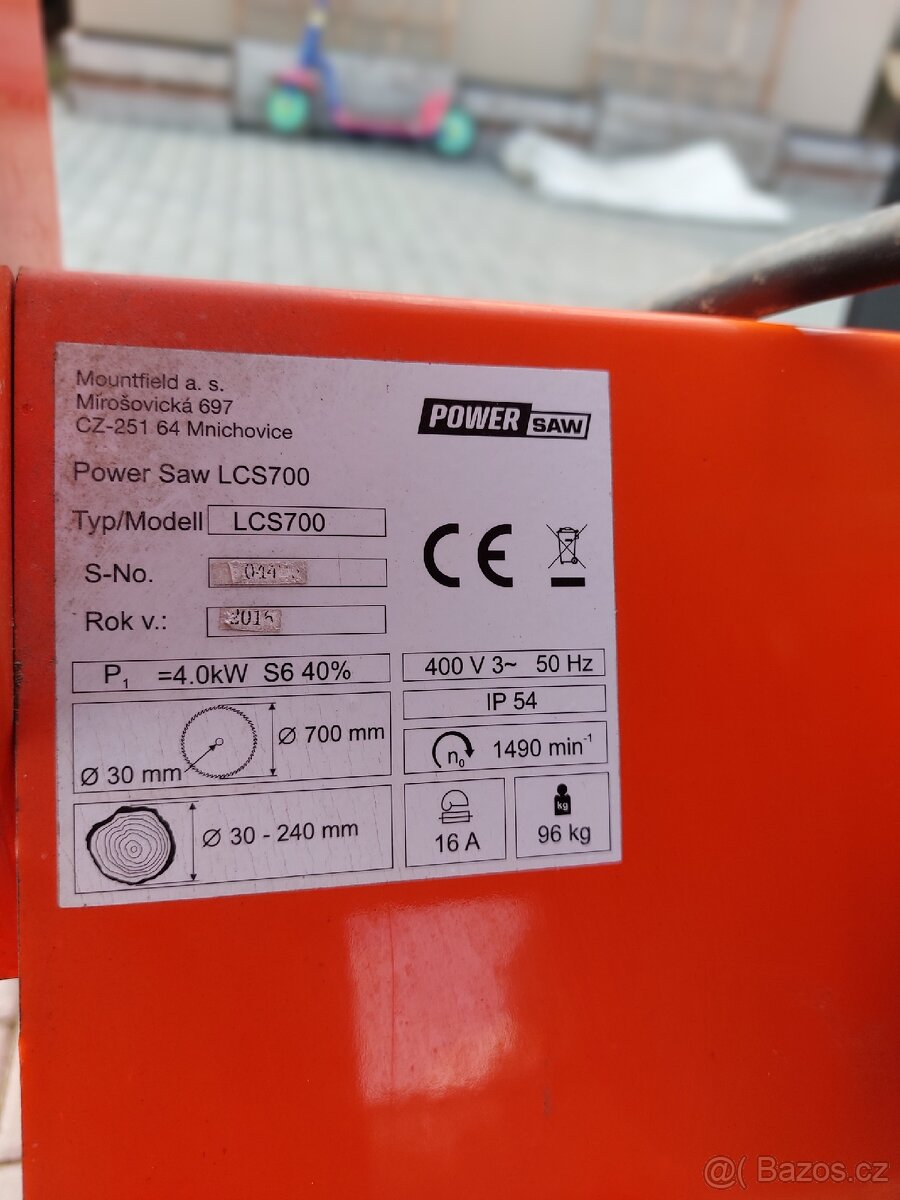 Mountfield a. s.
Mirošovická 697
CZ-251 64 Mnichovice
POWER SAW
Power Saw LCS700
Typ/Modell LCS700
CE
S-No.
Rok v.:
P1 =4.0kW S6 40%
400 V 3~ 50 Hz
IP 54
Ø 700 mm
Ø 30 mm
n0 1490 min-1
Ø 30 - 240 mm
16 A
kg
96 kg
@( Bazos.cz